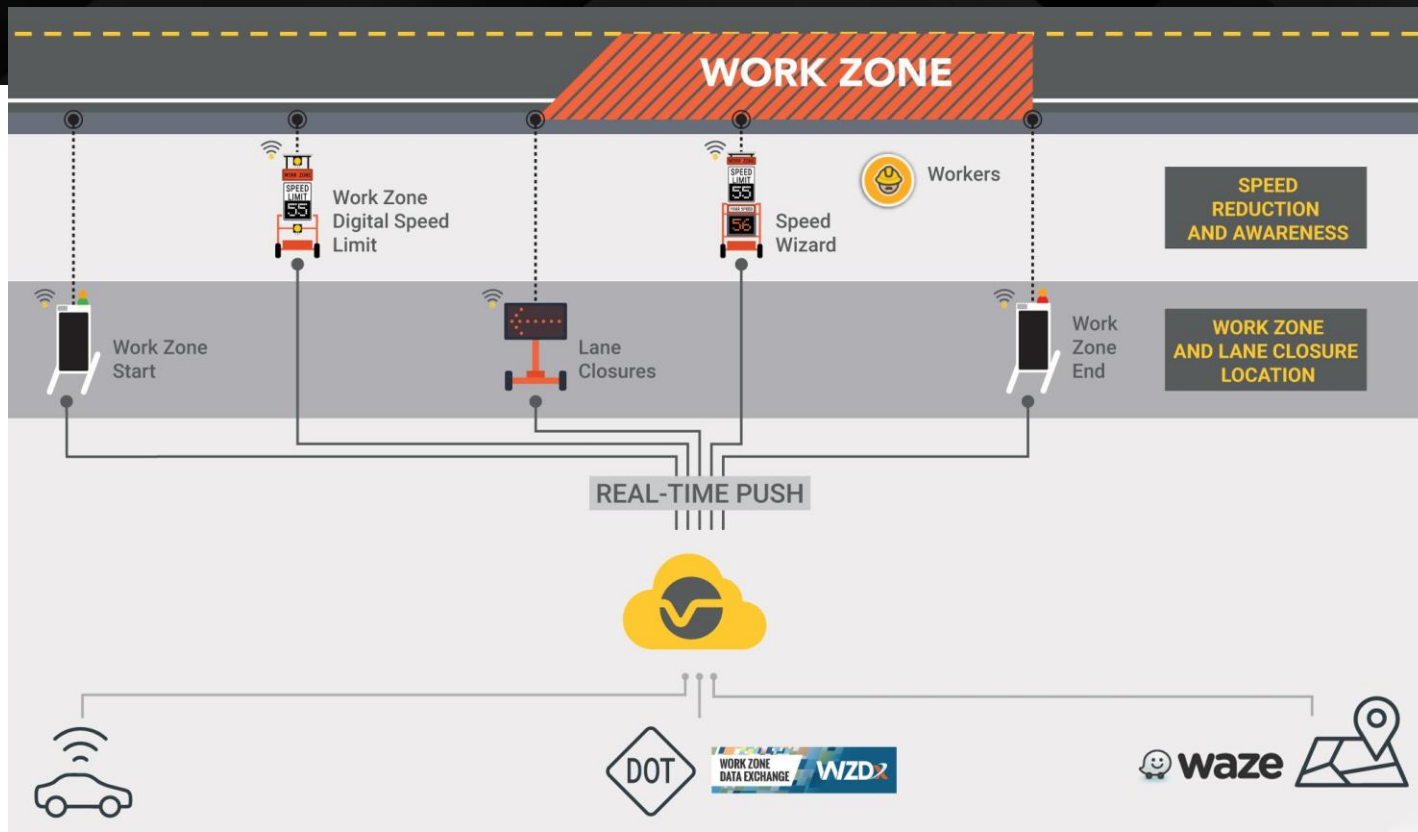 WORK ZONE
WORK ZONE
SPEED
LIMIT
55
Work Zone
Digital Speed
Limit
WORK ZONE
SPEED
LIMIT
55
YOUR SPEED
56
Speed
Wizard
Workers
SPEED
REDUCTION
AND AWARENESS
Work Zone
Start
Lane
Closures
Work
Zone
End
WORK ZONE
AND LANE CLOSURE
LOCATION
REAL-TIME PUSH
DOT
WORK ZONE
DATA EXCHANGE
WZDx
waze